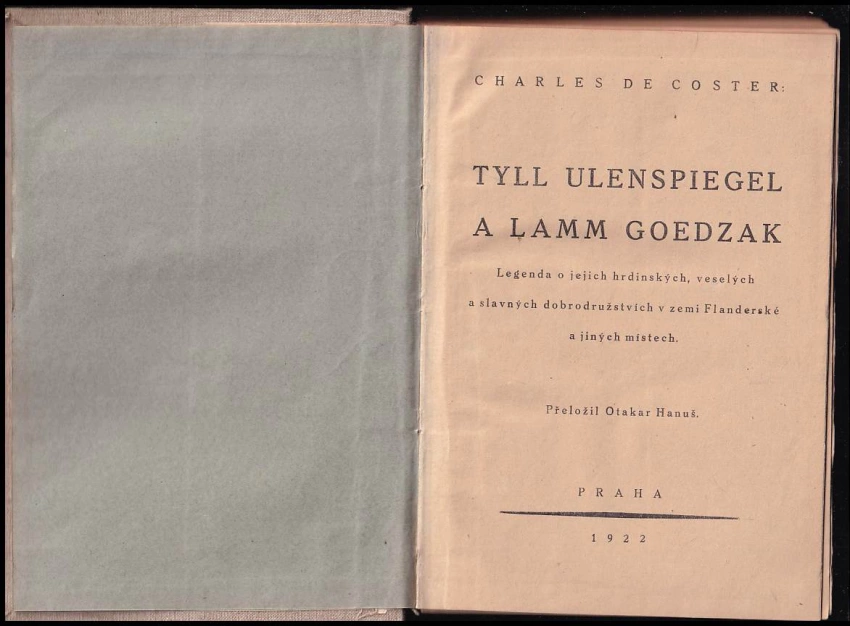 CHARLES DE COSTER:
TYLL ULENSPIEGEL
A LAMM GOEDZAK
Legenda o jejich hrdinských, veselých
a slavných dobrodružstvích v zemi Flanderské
a jiných místech.
Přeložil Otakar Hanuš.
PRAHA
1922